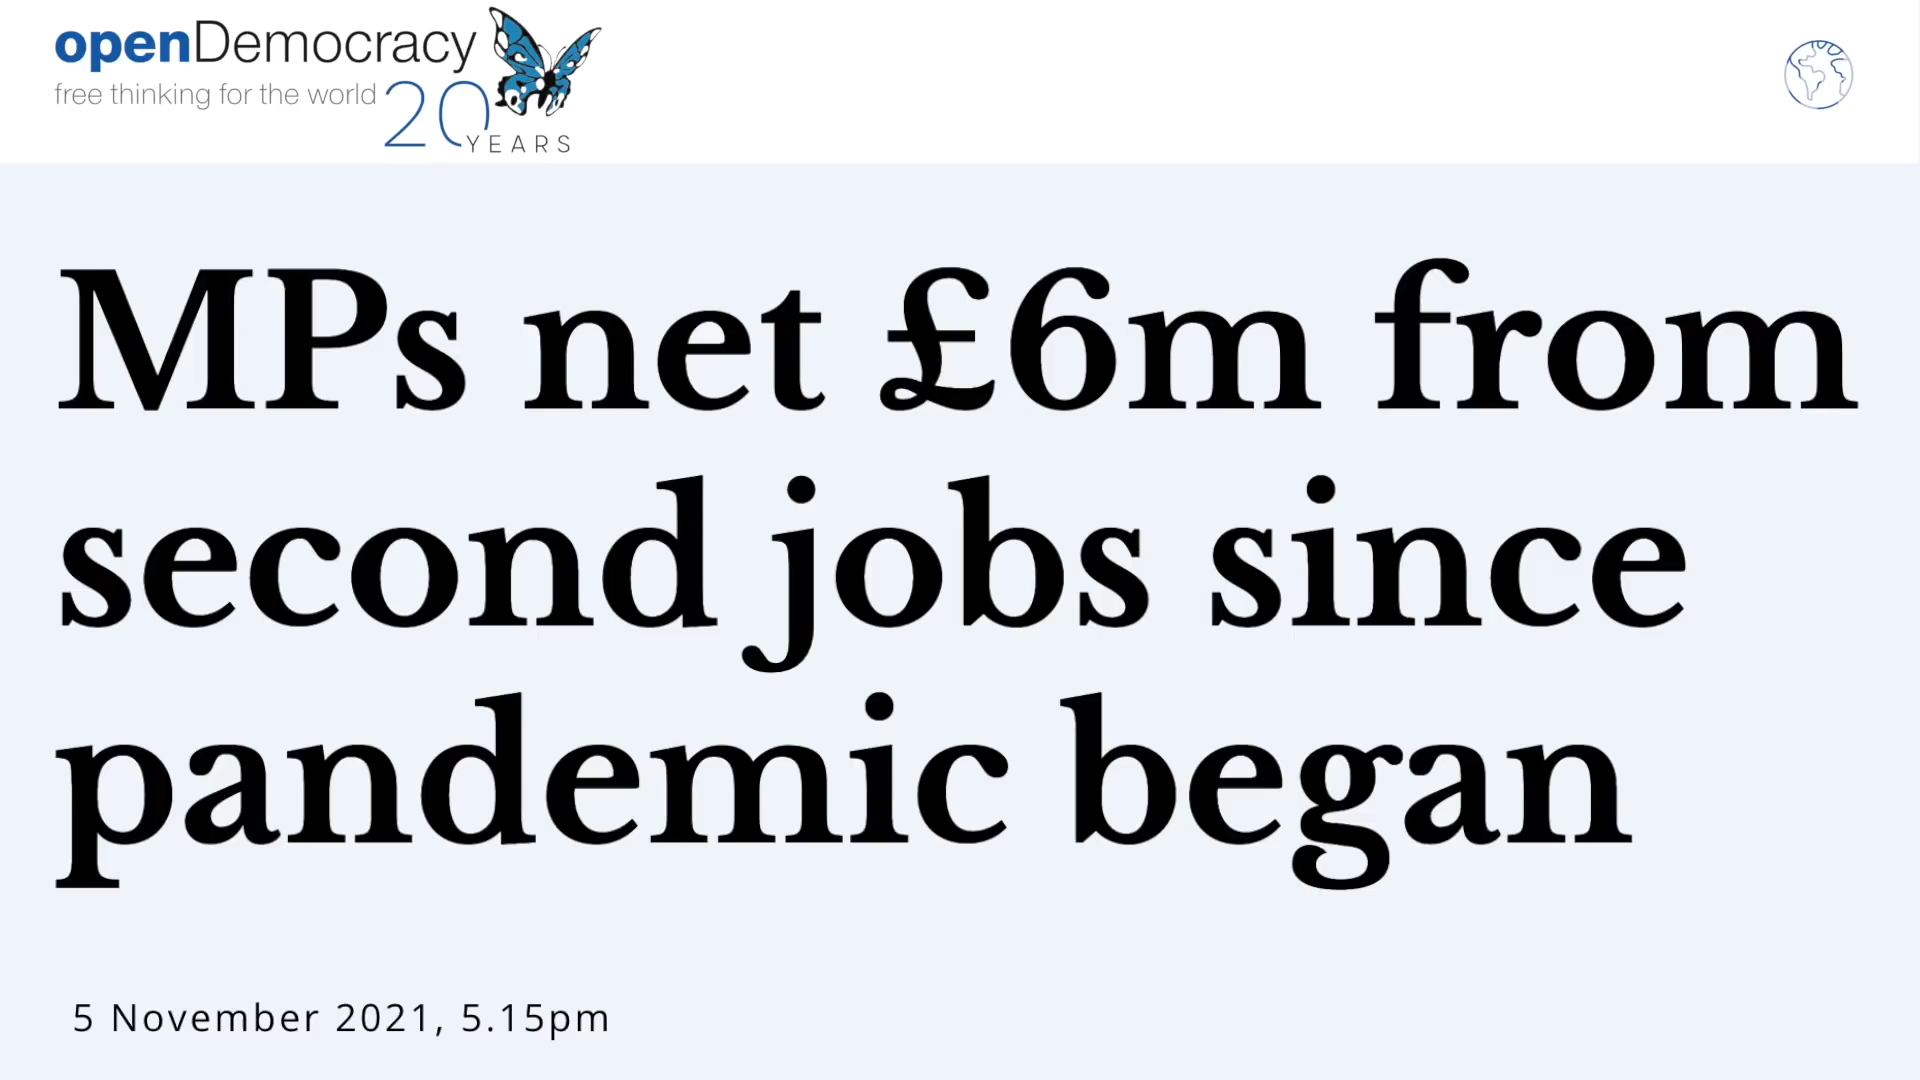 openDemocracy
free thinking for the world
20 YEARS
MPs net £6m from
second jobs since
pandemic began
5 November 2021, 5.15pm